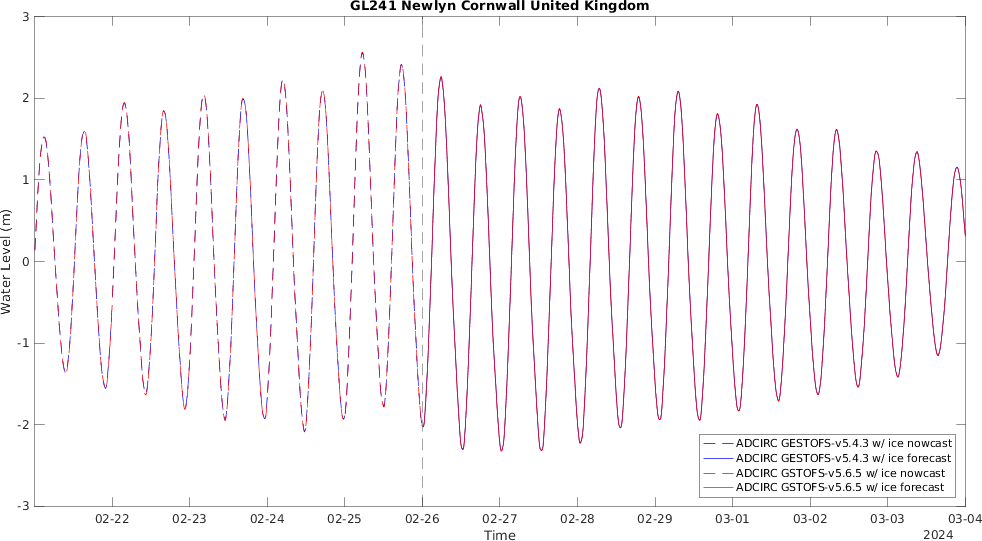 GL241 Newlyn Cornwall United Kingdom
3
2
1
0
-1
-2
-3
Water Level (m)
ADCIRC GESTOFS-v5.4.3 w/ ice nowcast
ADCIRC GESTOFS-v5.4.3 w/ ice forecast
ADCIRC GSTOFS-v5.6.5 w/ ice nowcast
ADCIRC GSTOFS-v5.6.5 w/ ice forecast
02-22 02-23 02-24 02-25 02-26 02-27 02-28 02-29 03-01 03-02 03-03 03-04
Time 2024